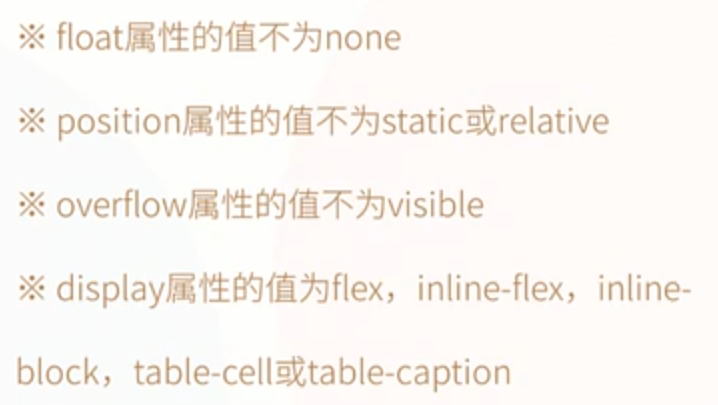 ※ float属性的值不为none
※ position属性的值不为static或relative
※ overflow属性的值不为visible
※ display属性的值为flex，inline-flex，inline-
block，table-cell或table-caption